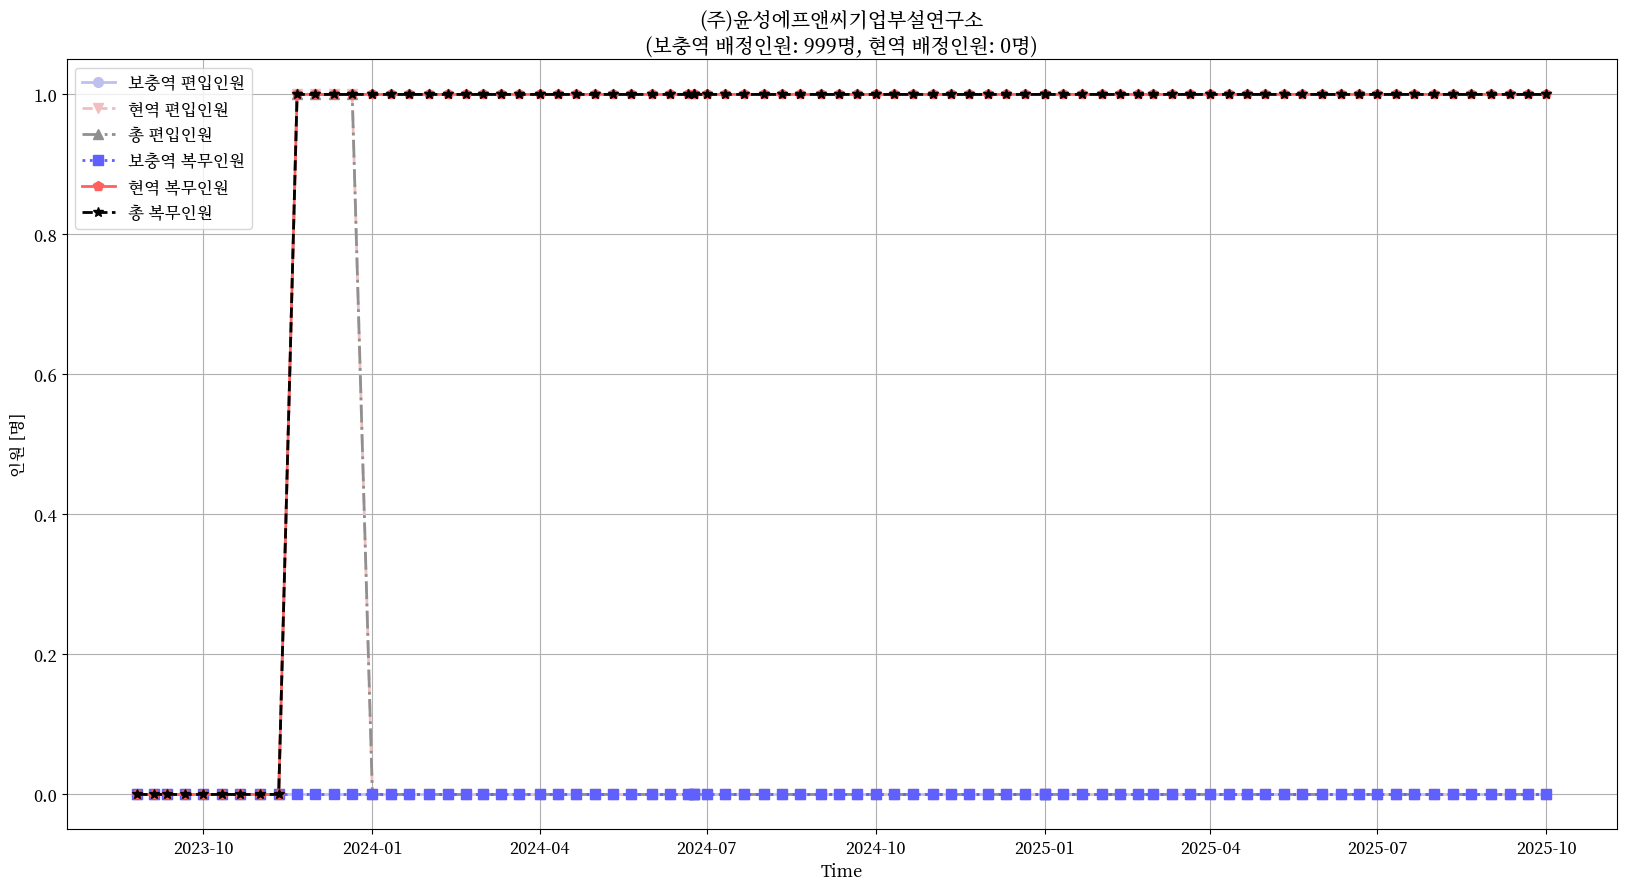 (주)윤성에프앤씨기업부설연구소
(보충역 배정인원: 999명, 현역 배정인원: 0명)
보충역 편입인원
현역 편입인원
총 편입인원
보충역 복무인원
현역 복무인원
총 복무인원
인원 [명]
1.0
0.8
0.6
0.4
0.2
0.0
2023-10
2024-01
2024-04
2024-07
2024-10
2025-01
2025-04
2025-07
2025-10
Time